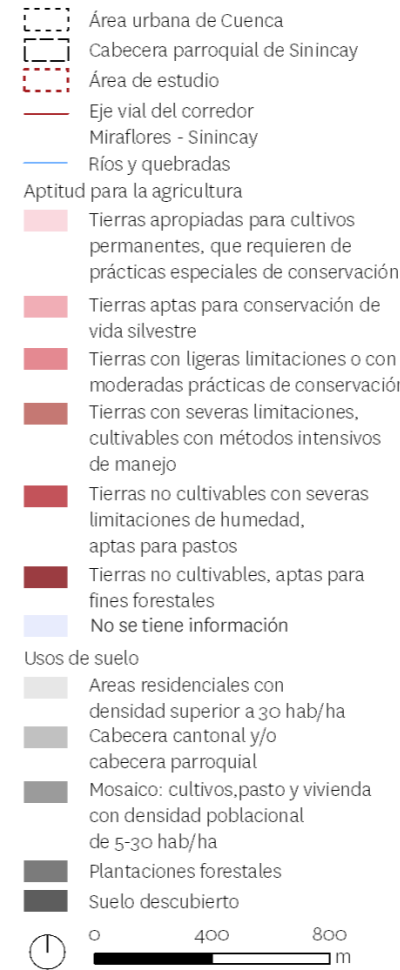 Área urbana de Cuenca
Cabecera parroquial de Sinincay
Área de estudio
Eje vial del corredor
Miraflores - Sinincay
Ríos y quebradas
Aptitud para la agricultura
Tierras apropiadas para cultivos
permanentes, que requieren de
prácticas especiales de conservación
Tierras aptas para conservación de
vida silvestre
Tierras con ligeras limitaciones o con
moderadas prácticas de conservación
Tierras con severas limitaciones,
cultivables con métodos intensivos
de manejo
Tierras no cultivables con severas
limitaciones de humedad,
aptas para pastos
Tierras no cultivables, aptas para
fines forestales
No se tiene información
Usos de suelo
Areas residenciales con
densidad superior a 30 hab/ha
Cabecera cantonal y/o
cabecera parroquial
Mosaico: cultivos,pasto y vivienda
con densidad poblacional
de 5-30 hab/ha
Plantaciones forestales
Suelo descubierto
0 400 800
m